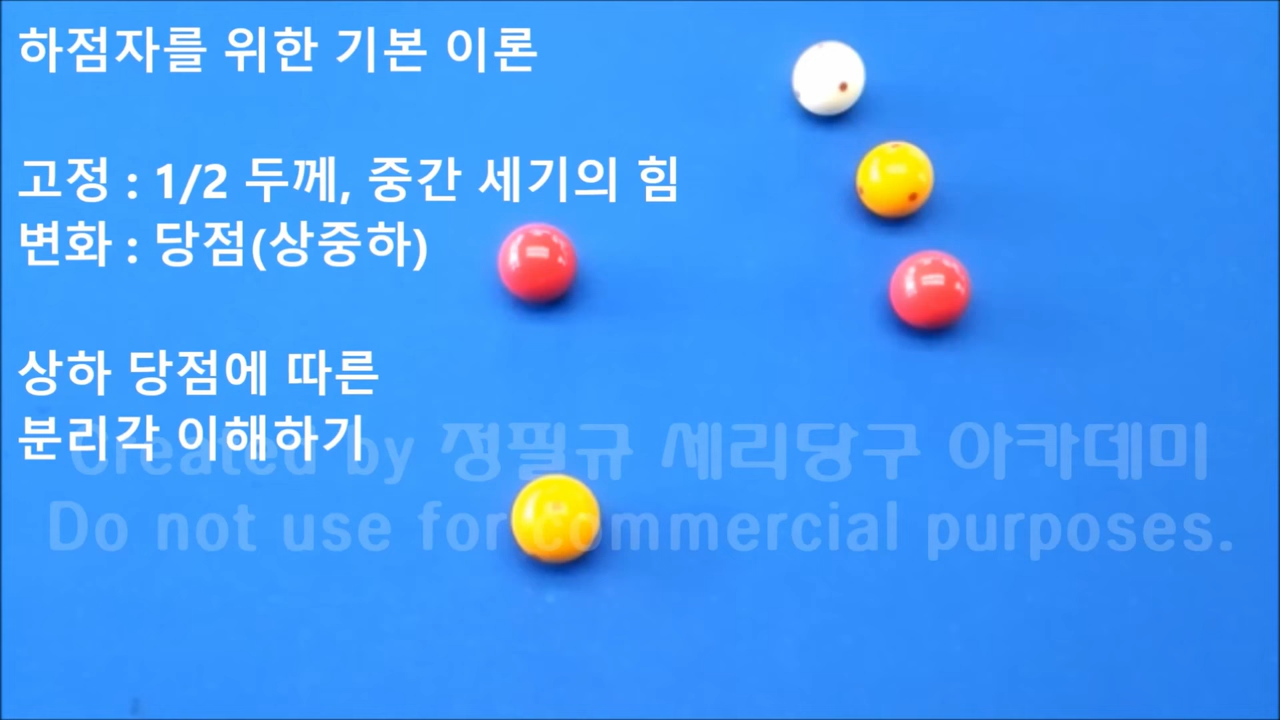 하점자를 위한 기본 이론
고정 : 1/2 두께, 중간 세기의 힘
변화 : 당점(상중하)
상하 당점에 따른
분리각 이해하기
Created by 정필규 세리당구 아카데미
Do not use for commercial purposes.